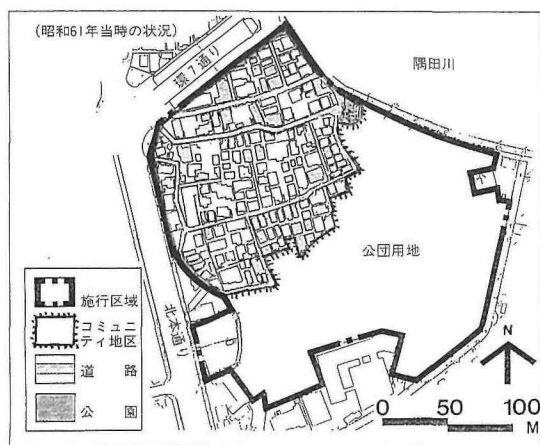 (昭和61年当時の状況)
環7通り
隅田川
公団用地
北本通り
施行区域
コミュニ
ティ地区
道路
公園
N
0 50 100
M